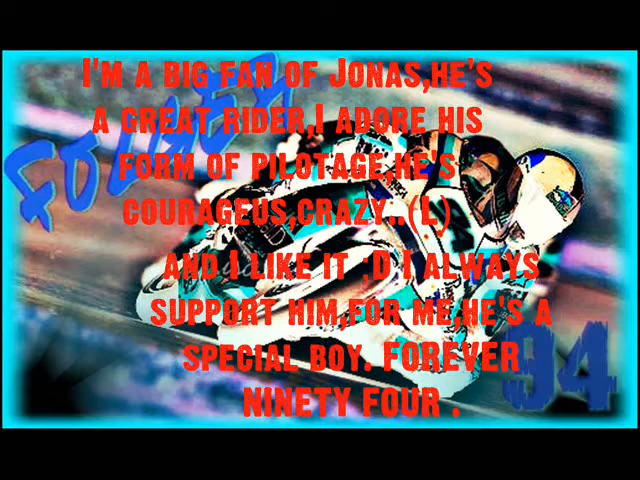 FOLGER
I'm a big fan of Jonas,he's
a great rider,I adore his
form of pilotage,he's
courageus,crazy..(L)
and I like it :D I always
support him,for me,he's a
special boy. FOREVER
NINETY FOUR .
94